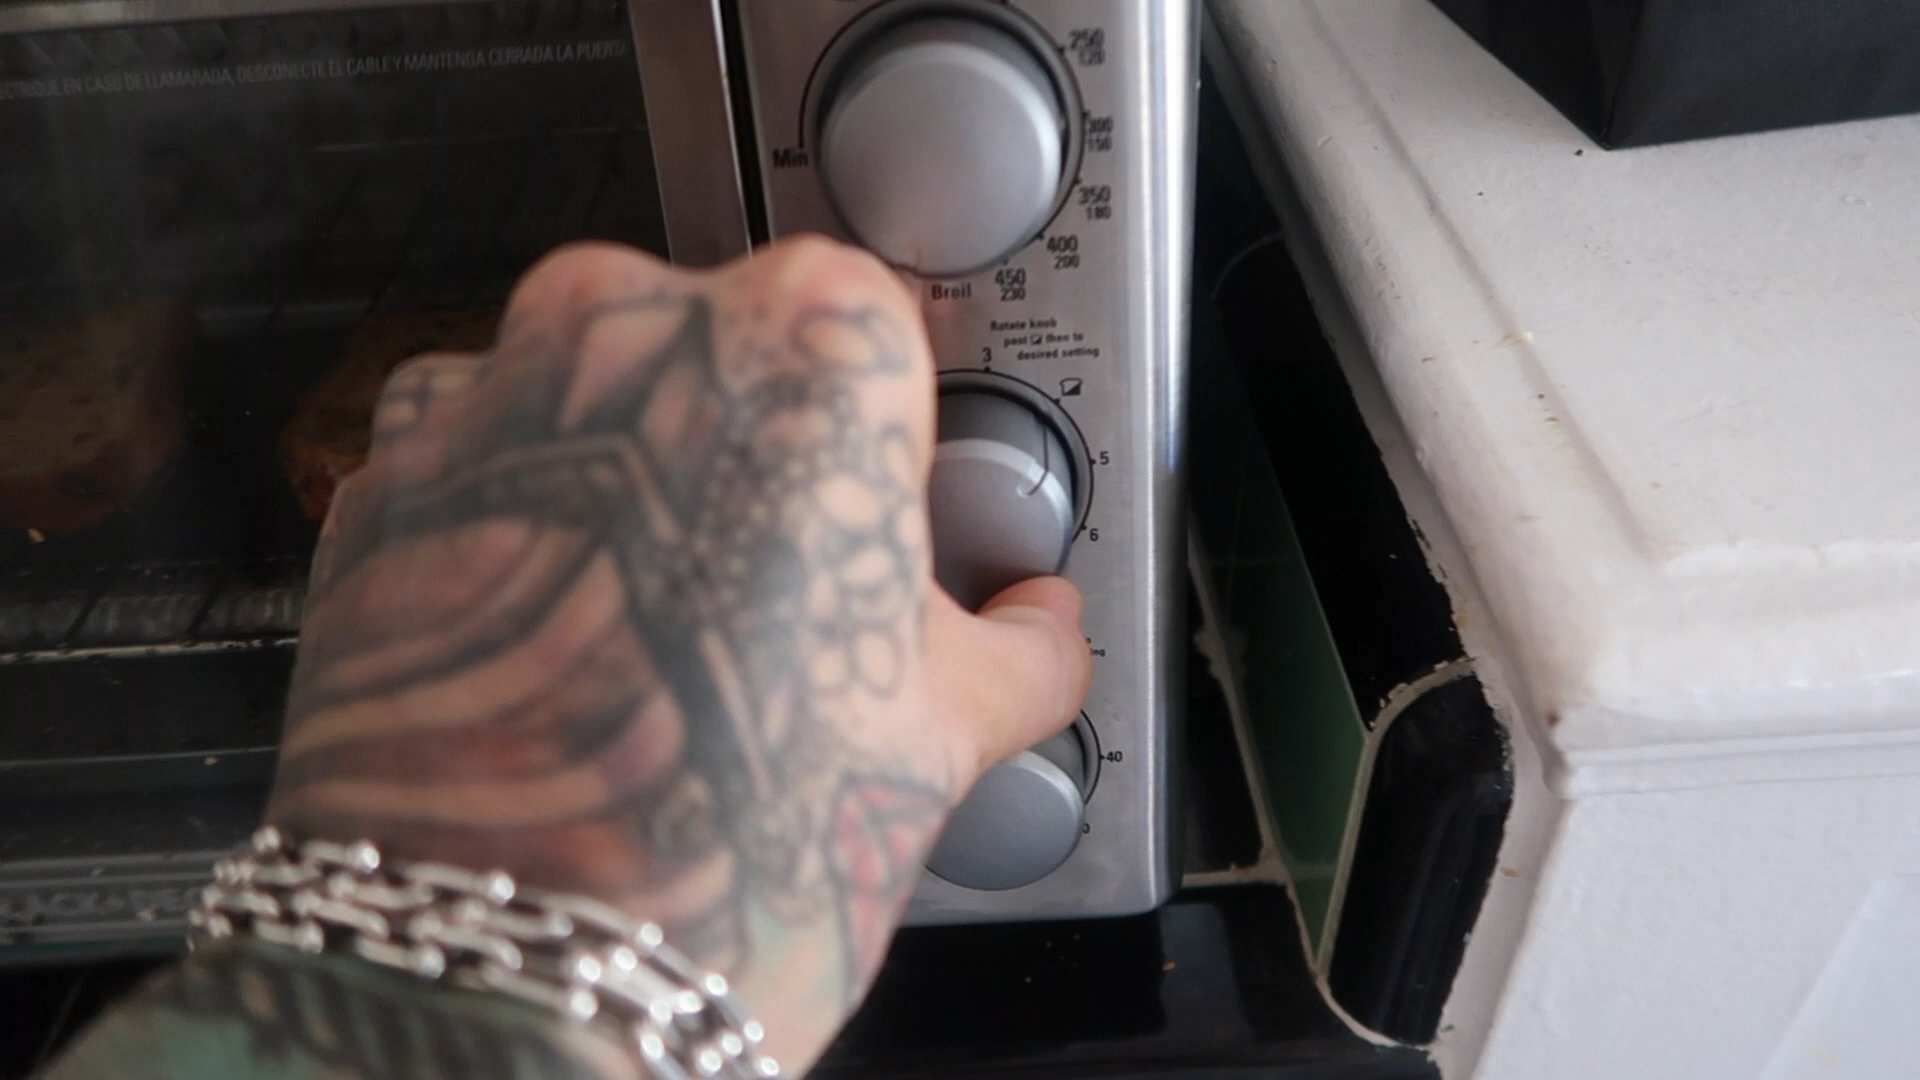 EN CASO DE LLAMARADA, DESCONECTE EL CABLE Y MANTENGA CERRADA LA PUERTA
250
120
300
150
Min
350
180
400
200
450
230
Broil
Rotate knob
past then to
desired setting
3
5
6
40